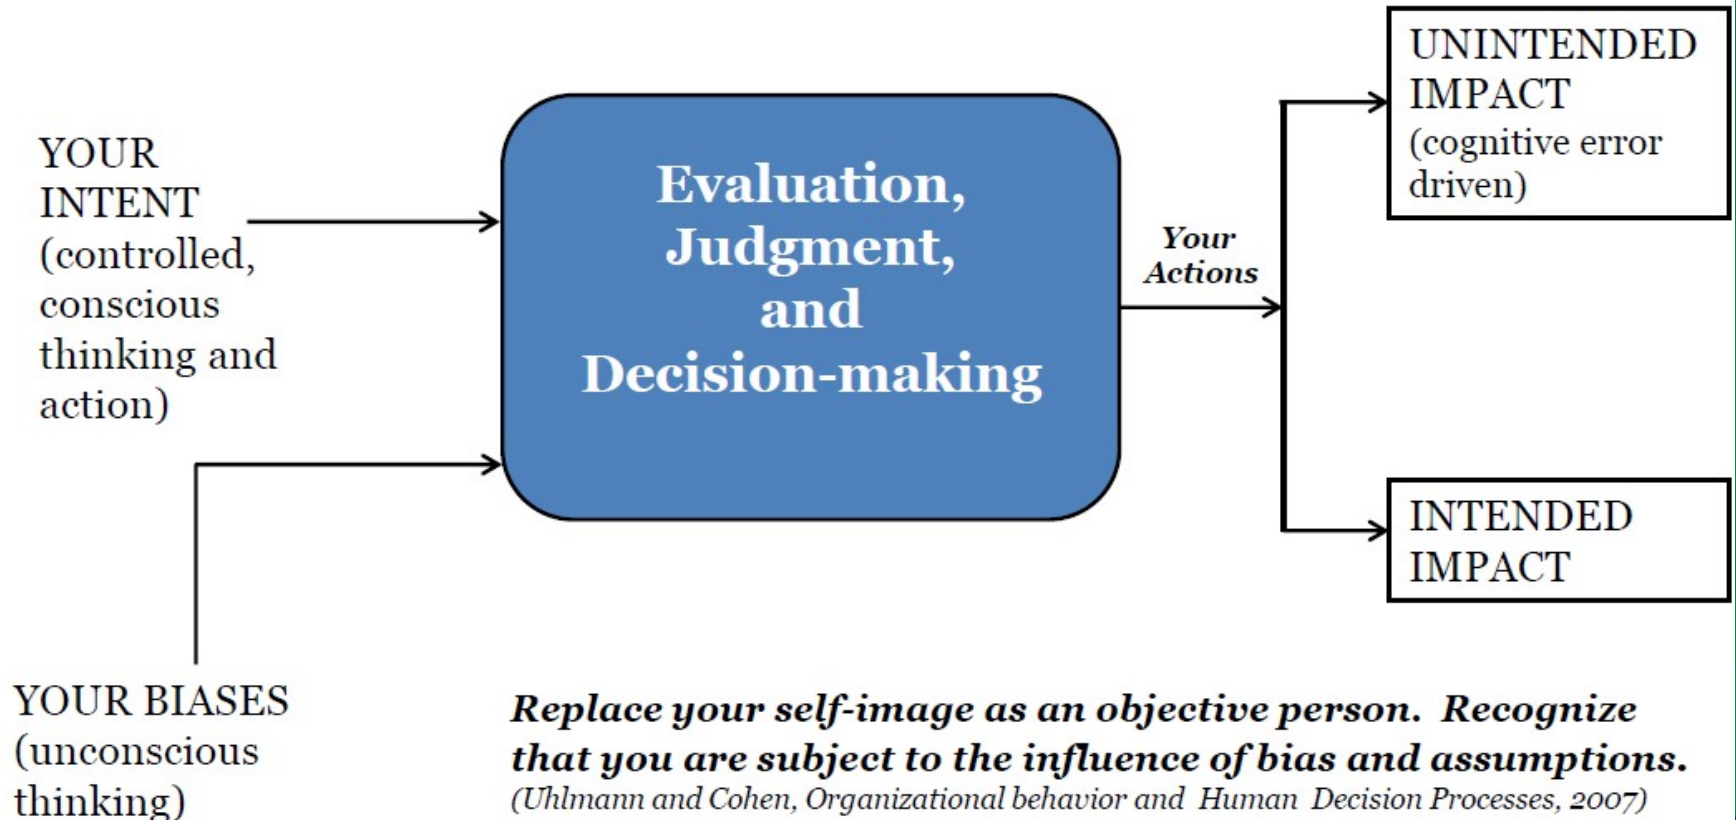 YOUR
INTENT
(controlled,
conscious
thinking and
action)
YOUR BIASES
(unconscious
thinking)
Evaluation,
Judgment,
and
Decision-making
Your
Actions
UNINTENDED
IMPACT
(cognitive error
driven)
INTENDED
IMPACT
Replace your self-image as an objective person. Recognize
that you are subject to the influence of bias and assumptions.
(Uhlmann and Cohen, Organizational behavior and Human Decision Processes, 2007)